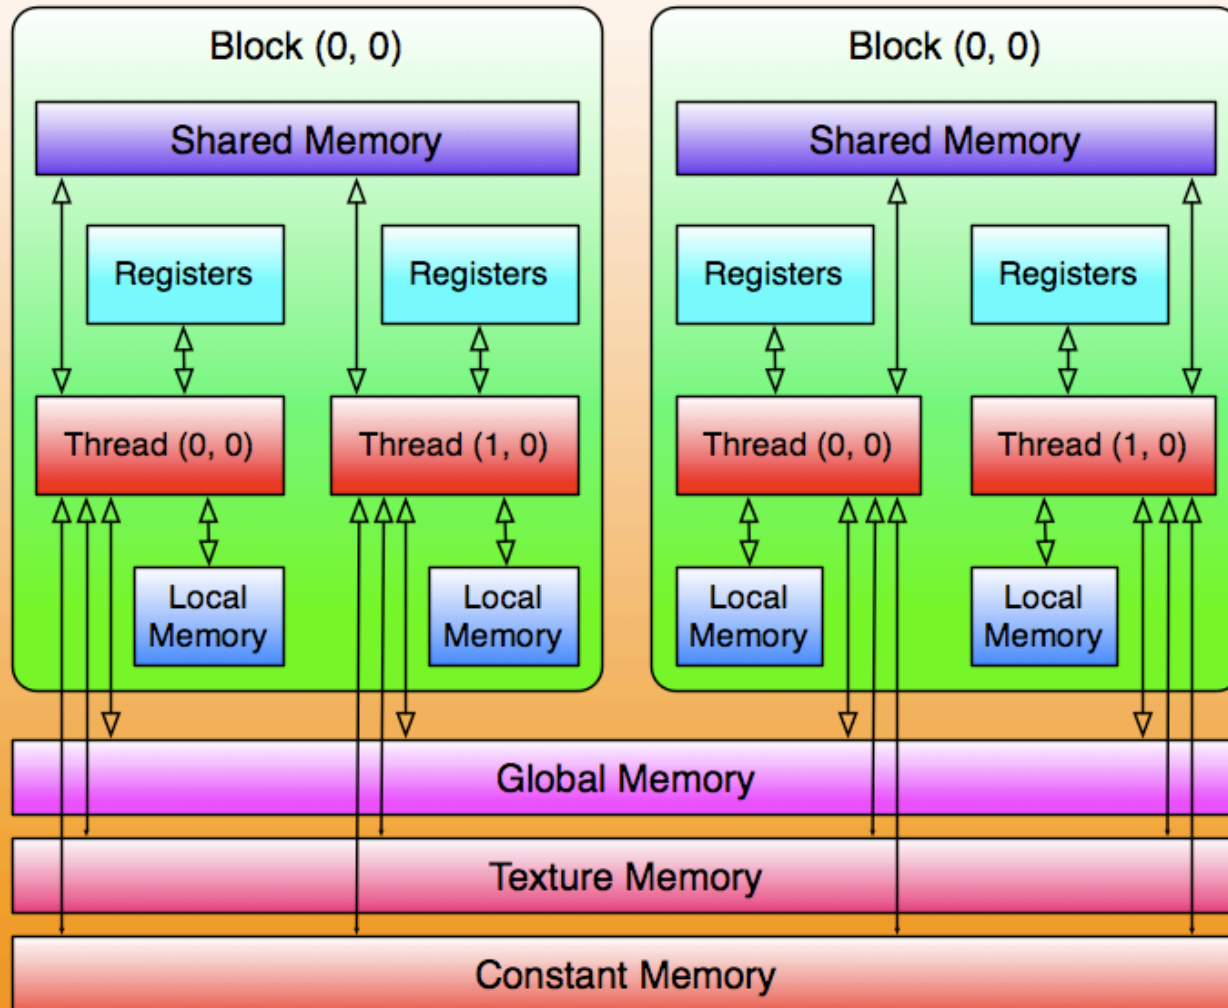 Block (0, 0)
Block (0, 0)
Shared Memory
Shared Memory
Registers
Registers
Registers
Registers
Thread (0, 0)
Thread (1, 0)
Thread (0, 0)
Thread (1, 0)
Local
Memory
Local
Memory
Local
Memory
Local
Memory
Global Memory
Texture Memory
Constant Memory